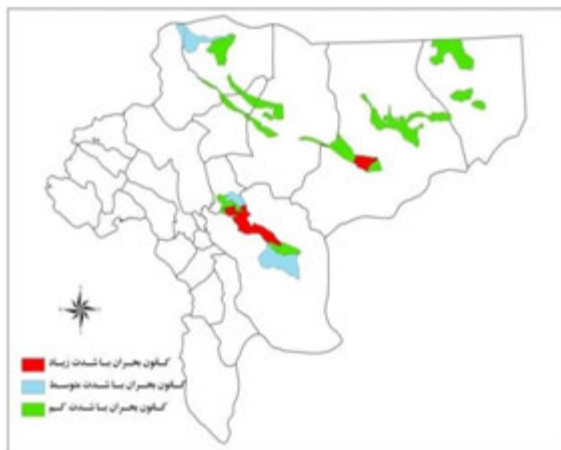 کانون بحران با شدت زیاد
کانون بحران با شدت متوسط
کانون بحران با شدت کم